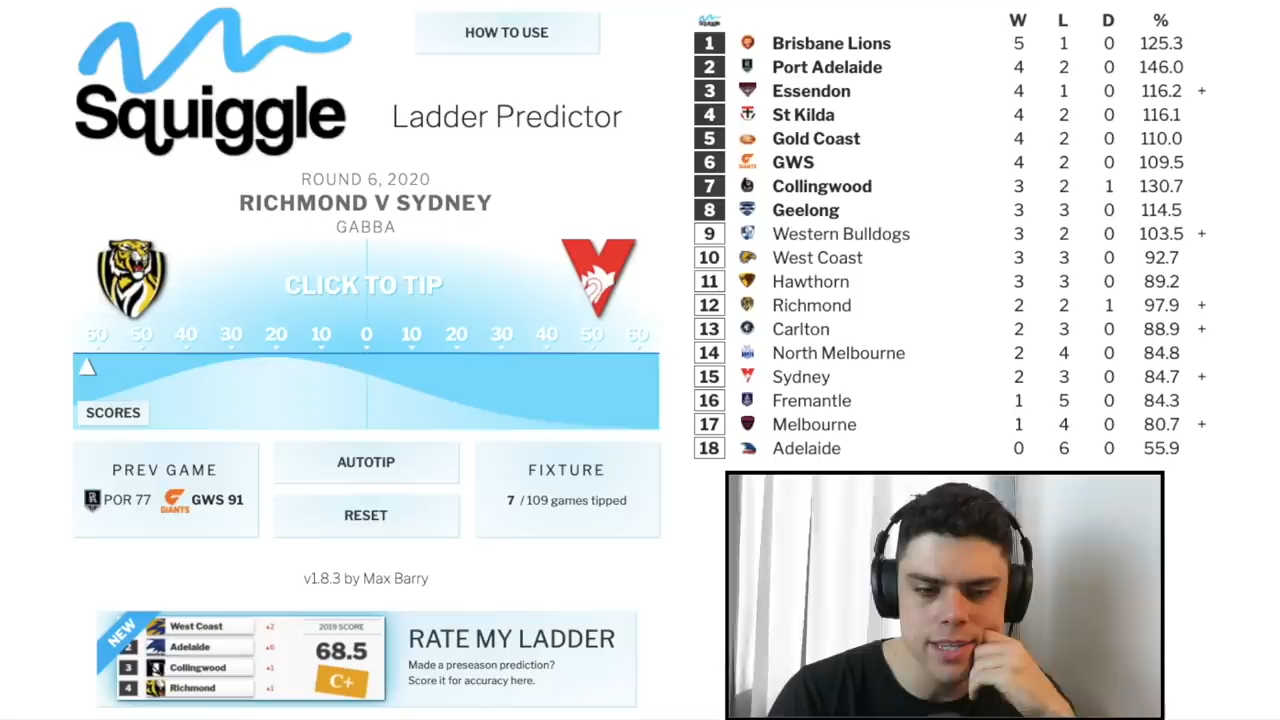 Squiggle
HOW TO USE
Ladder Predictor
ROUND 6, 2020
RICHMOND V SYDNEY
GABBA
CLICK TO TIP
60 50 40 30 20 10 0 10 20 30 40 50 60
SCORES
PREV GAME
POR 77 GIANTS GWS 91
AUTOTIP
RESET
FIXTURE
7 / 109 games tipped
v1.8.3 by Max Barry
NEW
West Coast +2
2 Adelaide +6
3 Collingwood +1
4 Richmond +1
2019 SCORE
68.5
C+
RATE MY LADDER
Made a preseason prediction?
Score it for accuracy here.
W L D %
1 Brisbane Lions 5 1 0 125.3
2 Port Adelaide 4 2 0 146.0
3 Essendon 4 1 0 116.2 +
4 St Kilda 4 2 0 116.1
5 Gold Coast 4 2 0 110.0
6 GWS 4 2 0 109.5
7 Collingwood 3 2 1 130.7
8 Geelong 3 3 0 114.5
9 Western Bulldogs 3 2 0 103.5 +
10 West Coast 3 3 0 92.7
11 Hawthorn 3 3 0 89.2
12 Richmond 2 2 1 97.9 +
13 Carlton 2 3 0 88.9 +
14 North Melbourne 2 4 0 84.8
15 Sydney 2 3 0 84.7 +
16 Fremantle 1 5 0 84.3
17 Melbourne 1 4 0 80.7 +
18 Adelaide 0 6 0 55.9